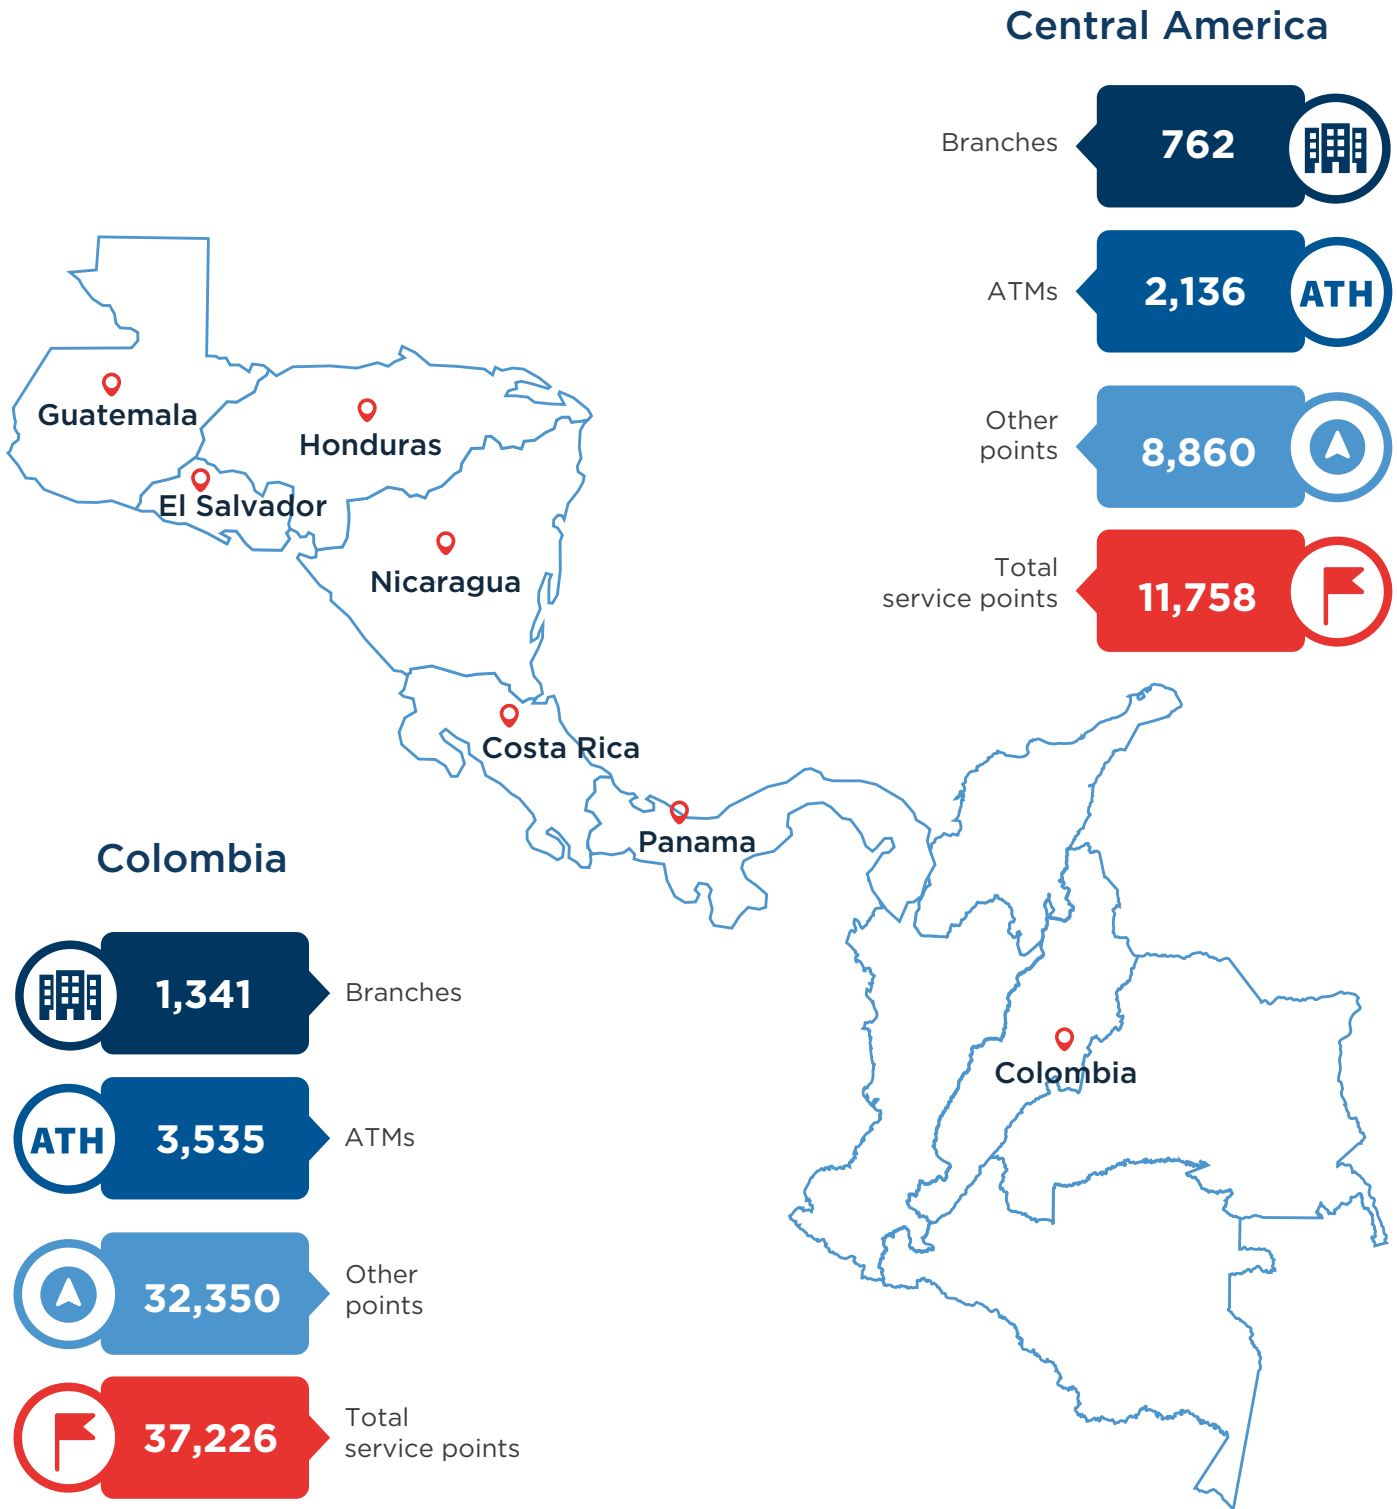 Central America
Branches
762
ATMs
2,136
ATH
Other
points
8,860
Total
service points
11,758
Guatemala
Honduras
El Salvador
Nicaragua
Costa Rica
Panama
Colombia
Colombia
1,341
Branches
ATH
3,535
ATMs
32,350
Other
points
37,226
Total
service points